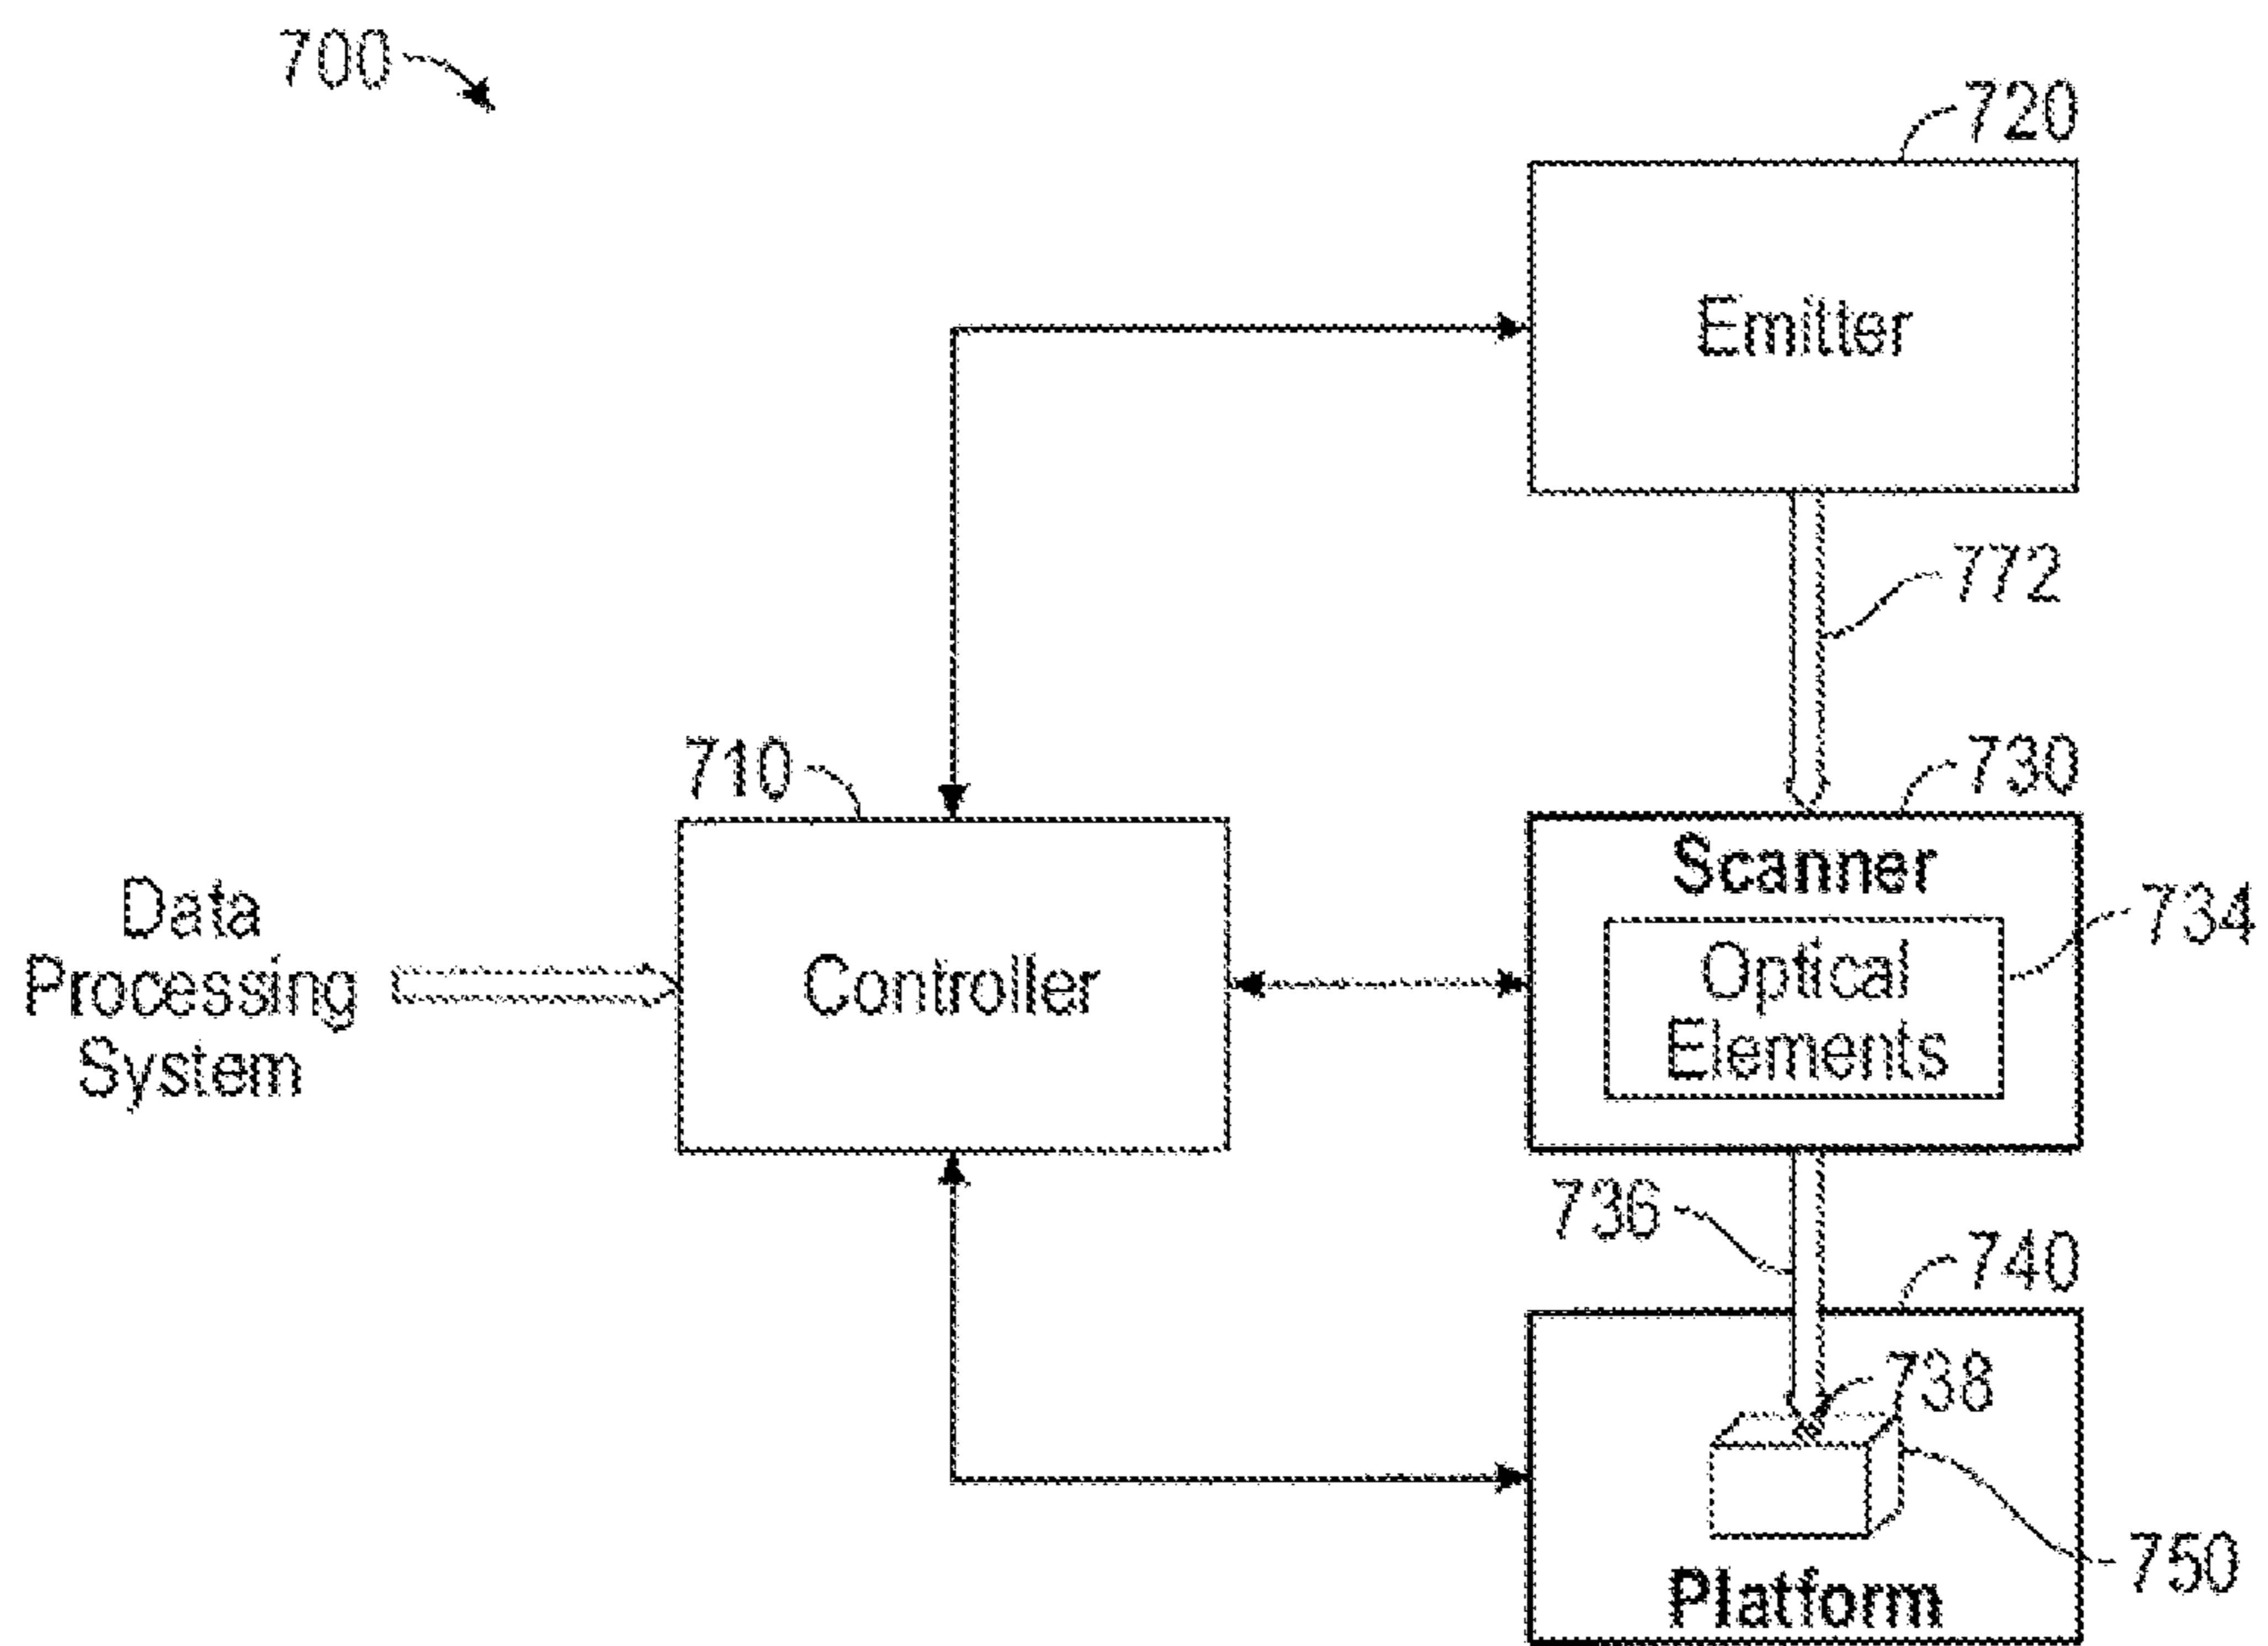 700
720
Emitter
772
710
730
Scanner
734
Optical
Elements
Data
Processing
System
Controller
736
740
738
750
Platform